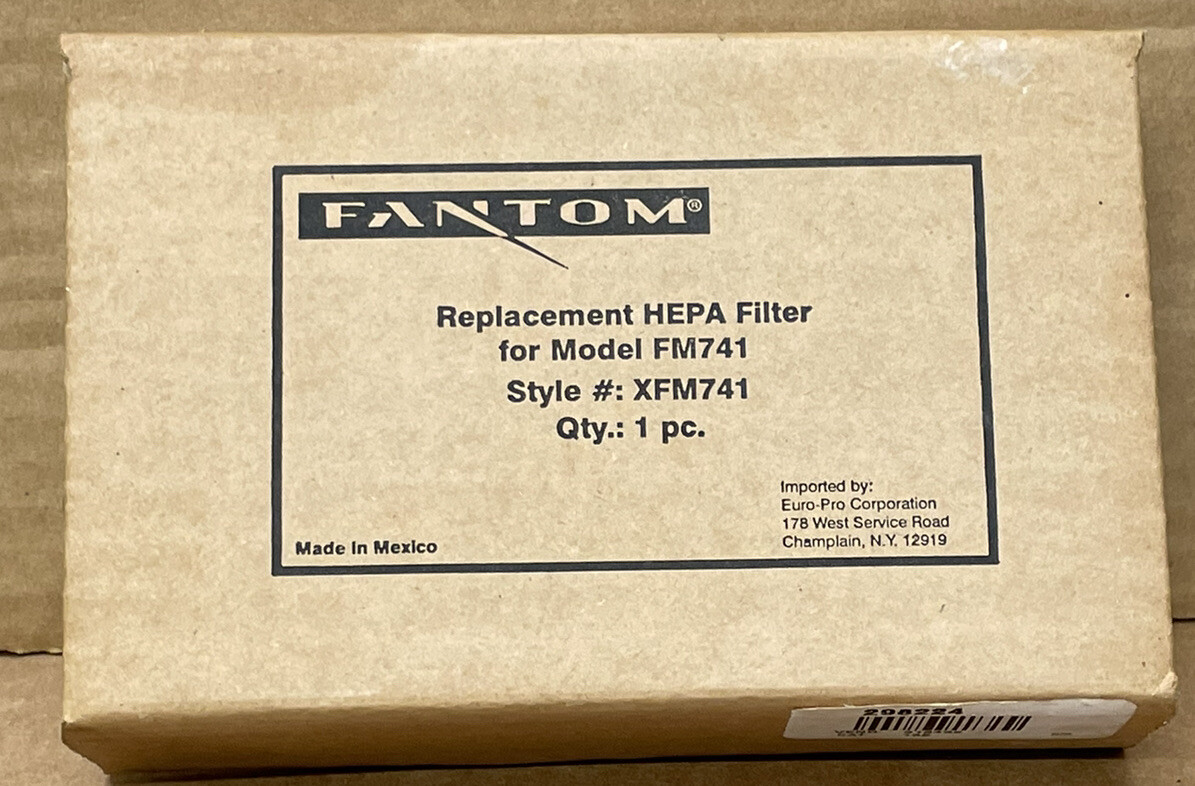 FANTOM®
Replacement HEPA Filter
for Model FM741
Style #: XFM741
Qty.: 1 pc.
Imported by:
Euro-Pro Corporation
178 West Service Road
Champlain, N.Y. 12919
Made In Mexico
298224